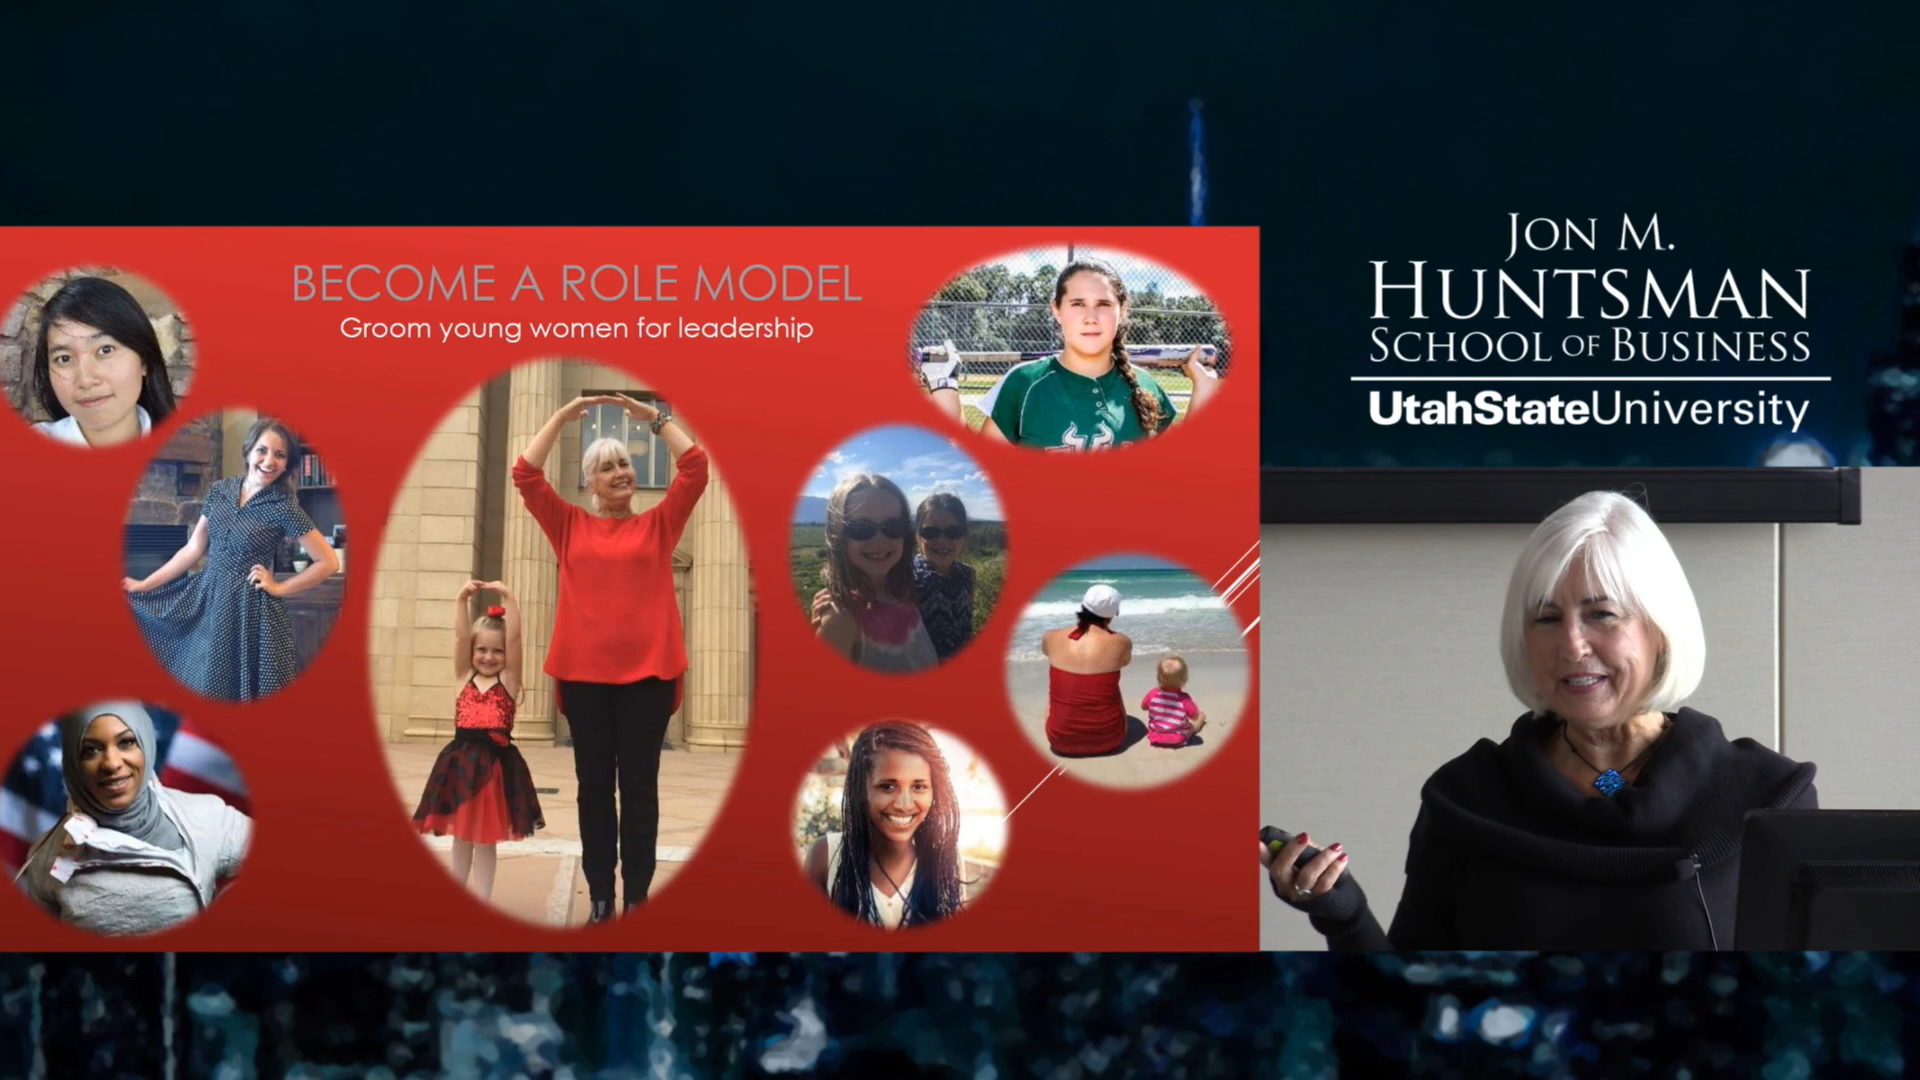 BECOME A ROLE MODEL
Groom young women for leadership
JON M.
HUNTSMAN
SCHOOL OF BUSINESS
UtahStateUniversity